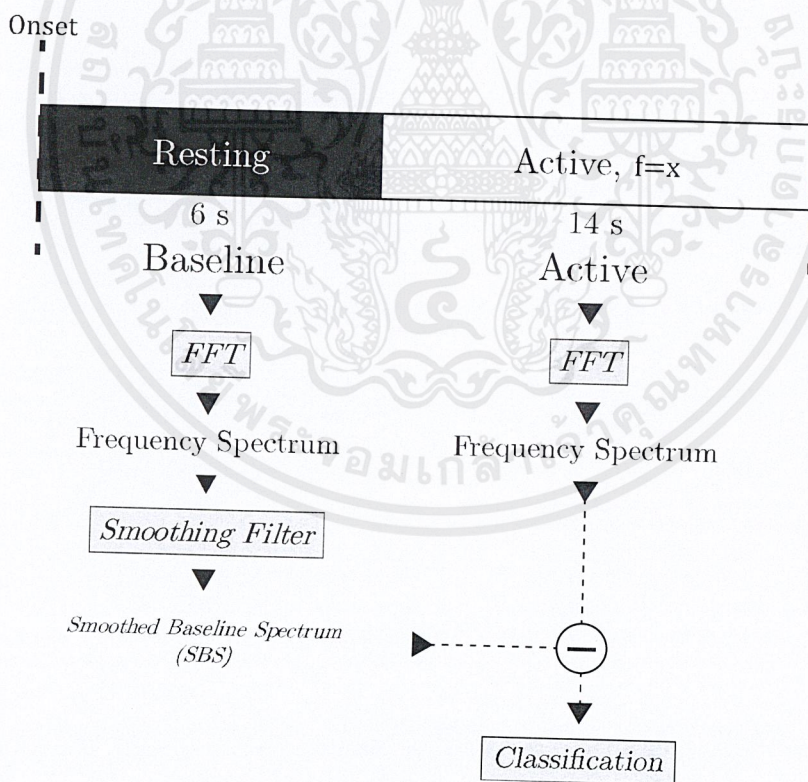 Onset
Resting
Active, f=x
6 s
14 s
Baseline
Active
FFT
FFT
Frequency Spectrum
Frequency Spectrum
Smoothing Filter
Smoothed Baseline Spectrum
(SBS)
Classification